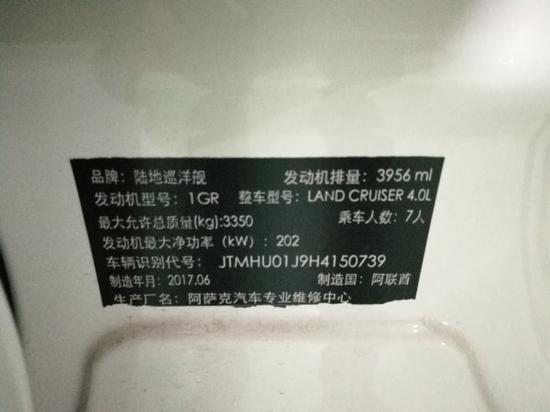 品牌：陆地巡洋舰 发动机排量：3956 ml
发动机型号：1GR 整车型号：LAND CRUISER 4.0L
最大允许总质量(kg):3350 乘车人数：7人
发动机最大净功率（kW）：202
车辆识别代号：JTMHU01J9H4150739
制造年月：2017.06 制造国：阿联酋
生产厂名：阿萨克汽车专业维修中心